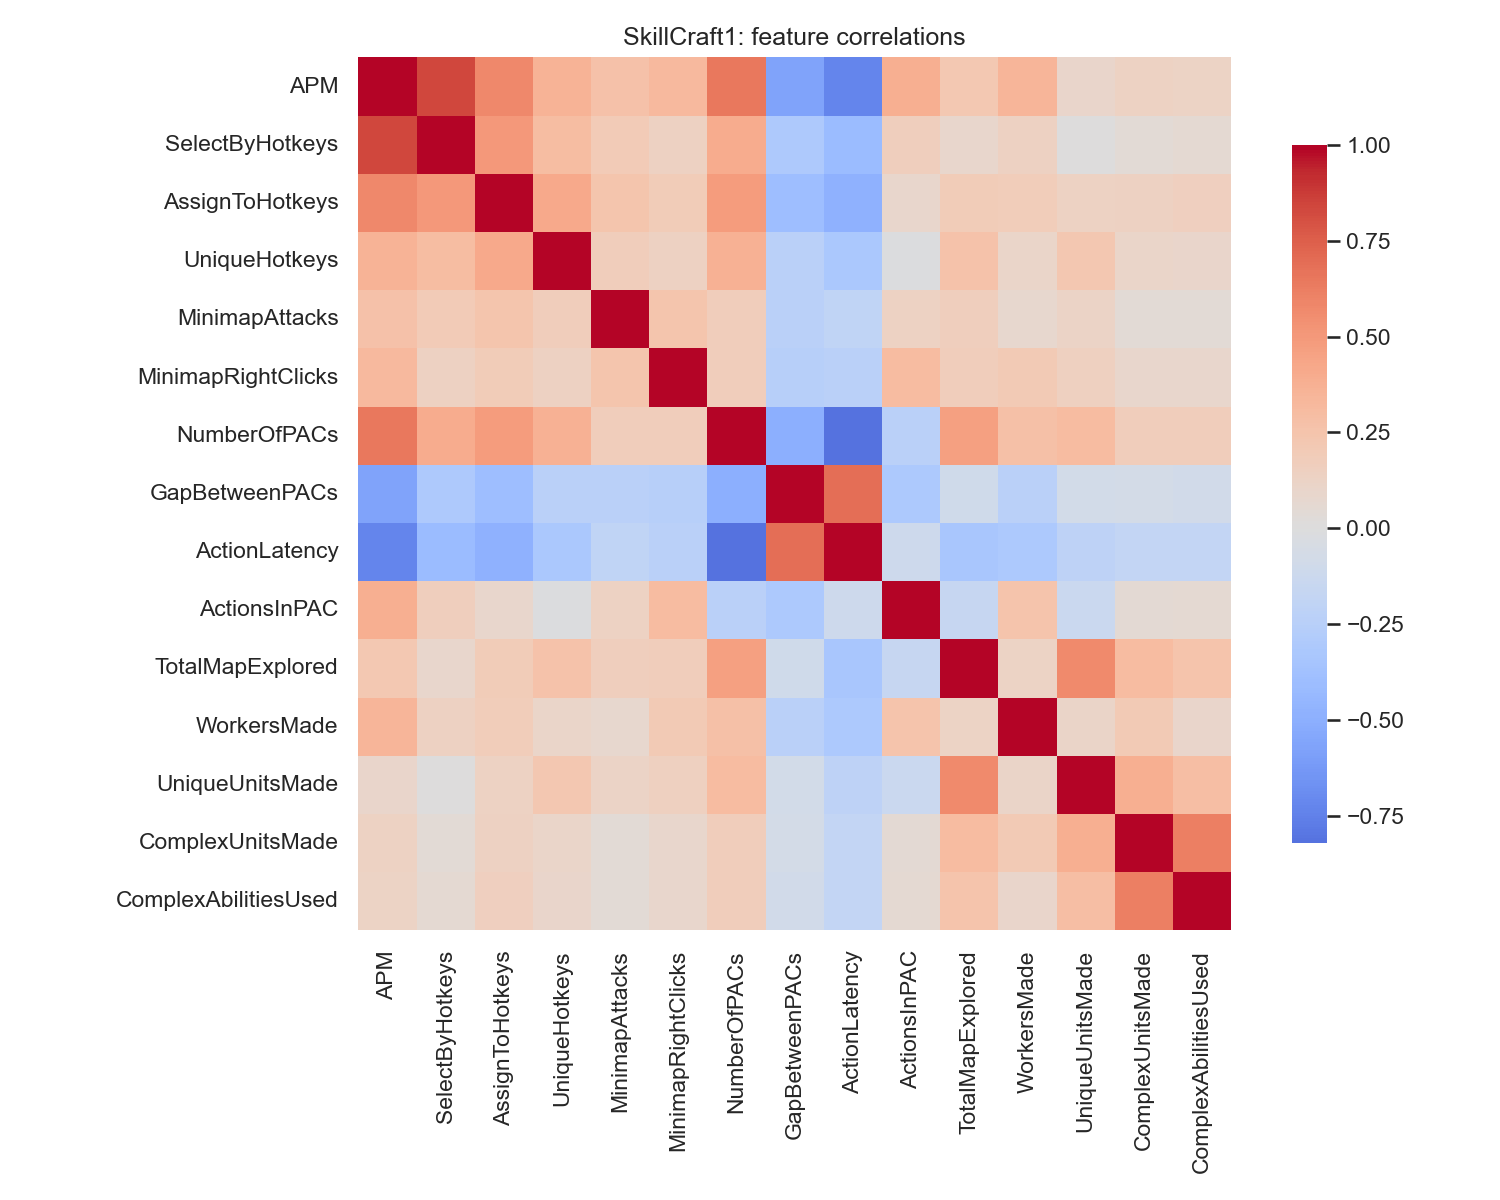 SkillCraft1: feature correlations
APM
SelectByHotkeys
AssignToHotkeys
UniqueHotkeys
MinimapAttacks
MinimapRightClicks
NumberOfPACs
GapBetweenPACs
ActionLatency
ActionsInPAC
TotalMapExplored
WorkersMade
UniqueUnitsMade
ComplexUnitsMade
ComplexAbilitiesUsed
APM
SelectByHotkeys
AssignToHotkeys
UniqueHotkeys
MinimapAttacks
MinimapRightClicks
NumberOfPACs
GapBetweenPACs
ActionLatency
ActionsInPAC
TotalMapExplored
WorkersMade
UniqueUnitsMade
ComplexUnitsMade
ComplexAbilitiesUsed
1.00
0.75
0.50
0.25
0.00
−0.25
−0.50
−0.75